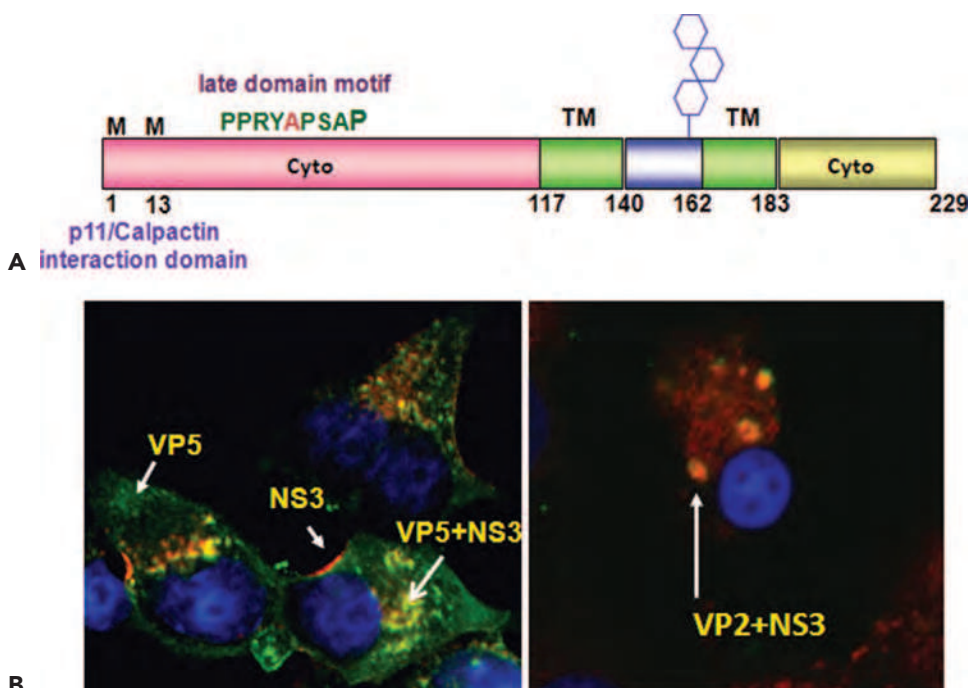 late domain motif
PPRYAPSAP
M M TM TM
Cyto Cyto
1 13 117 140 162 183 229
p11/Calpactin
interaction domain
A
VP5
NS3
VP5+NS3
VP2+NS3
B